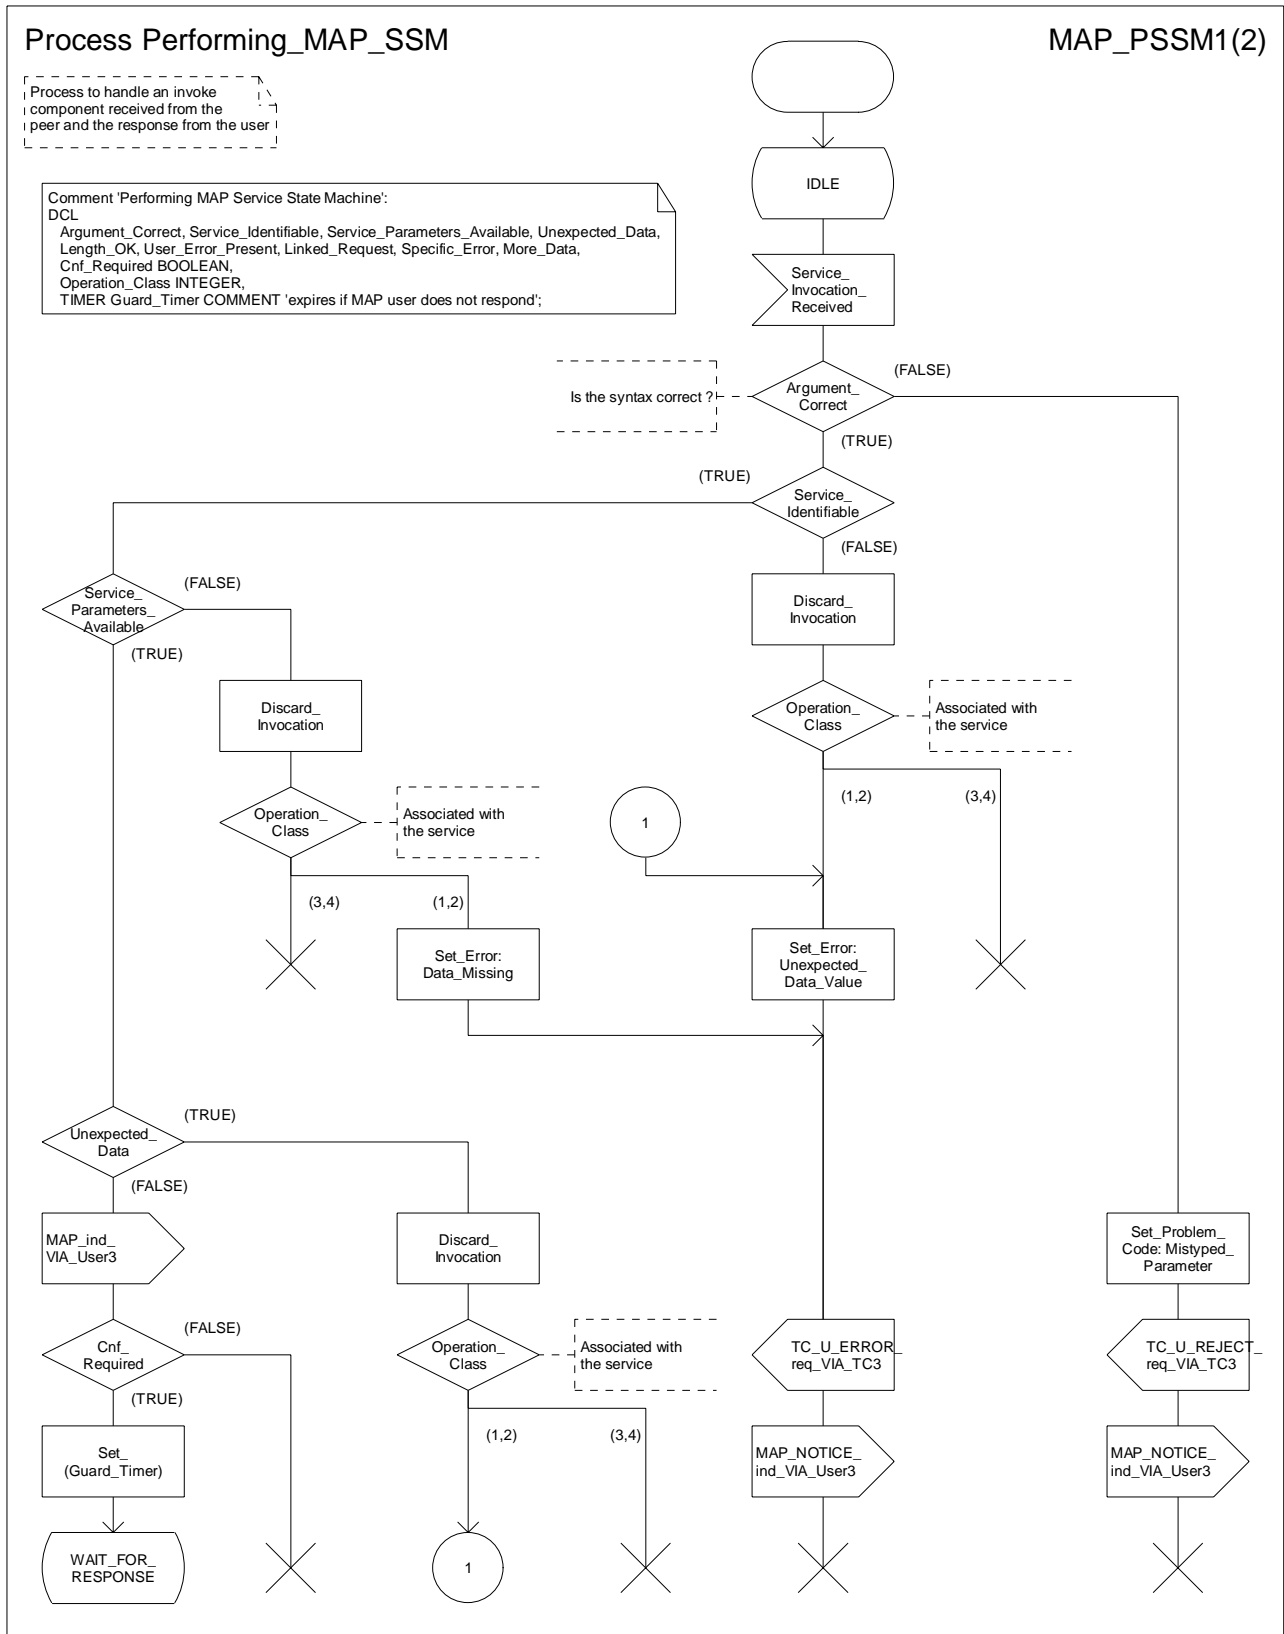 Process Performing_MAP_SSM
MAP_PSSM1(2)
Process to handle an invoke
component received from the
peer and the response from the user
Comment 'Performing MAP Service State Machine':
DCL
Argument_Correct, Service_Identifiable, Service_Parameters_Available, Unexpected_Data,
Length_OK, User_Error_Present, Linked_Request, Specific_Error, More_Data,
Cnf_Required BOOLEAN,
Operation_Class INTEGER,
TIMER Guard_Timer COMMENT 'expires if MAP user does not respond';
IDLE
Service_
Invocation_
Received
Is the syntax correct ?
Argument_
Correct
(FALSE)
(TRUE)
(TRUE)
Service_
Identifiable
(FALSE)
Service_
Parameters_
Available
(FALSE)
(TRUE)
Discard_
Invocation
Discard_
Invocation
Operation_
Class
Associated with
the service
(1,2)
(3,4)
Operation_
Class
Associated with
the service
1
(3,4)
(1,2)
Set_Error:
Data_Missing
Set_Error:
Unexpected_
Data_Value
Unexpected_
Data
(TRUE)
(FALSE)
MAP_ind_
VIA_User3
Discard_
Invocation
Set_Problem_
Code: Mistyped_
Parameter
Cnf_
Required
(FALSE)
(TRUE)
Operation_
Class
Associated with
the service
TC_U_ERROR_
req_VIA_TC3
TC_U_REJECT_
req_VIA_TC3
(1,2)
(3,4)
Set_
(Guard_Timer)
MAP_NOTICE_
ind_VIA_User3
MAP_NOTICE_
ind_VIA_User3
WAIT_FOR_
RESPONSE
1